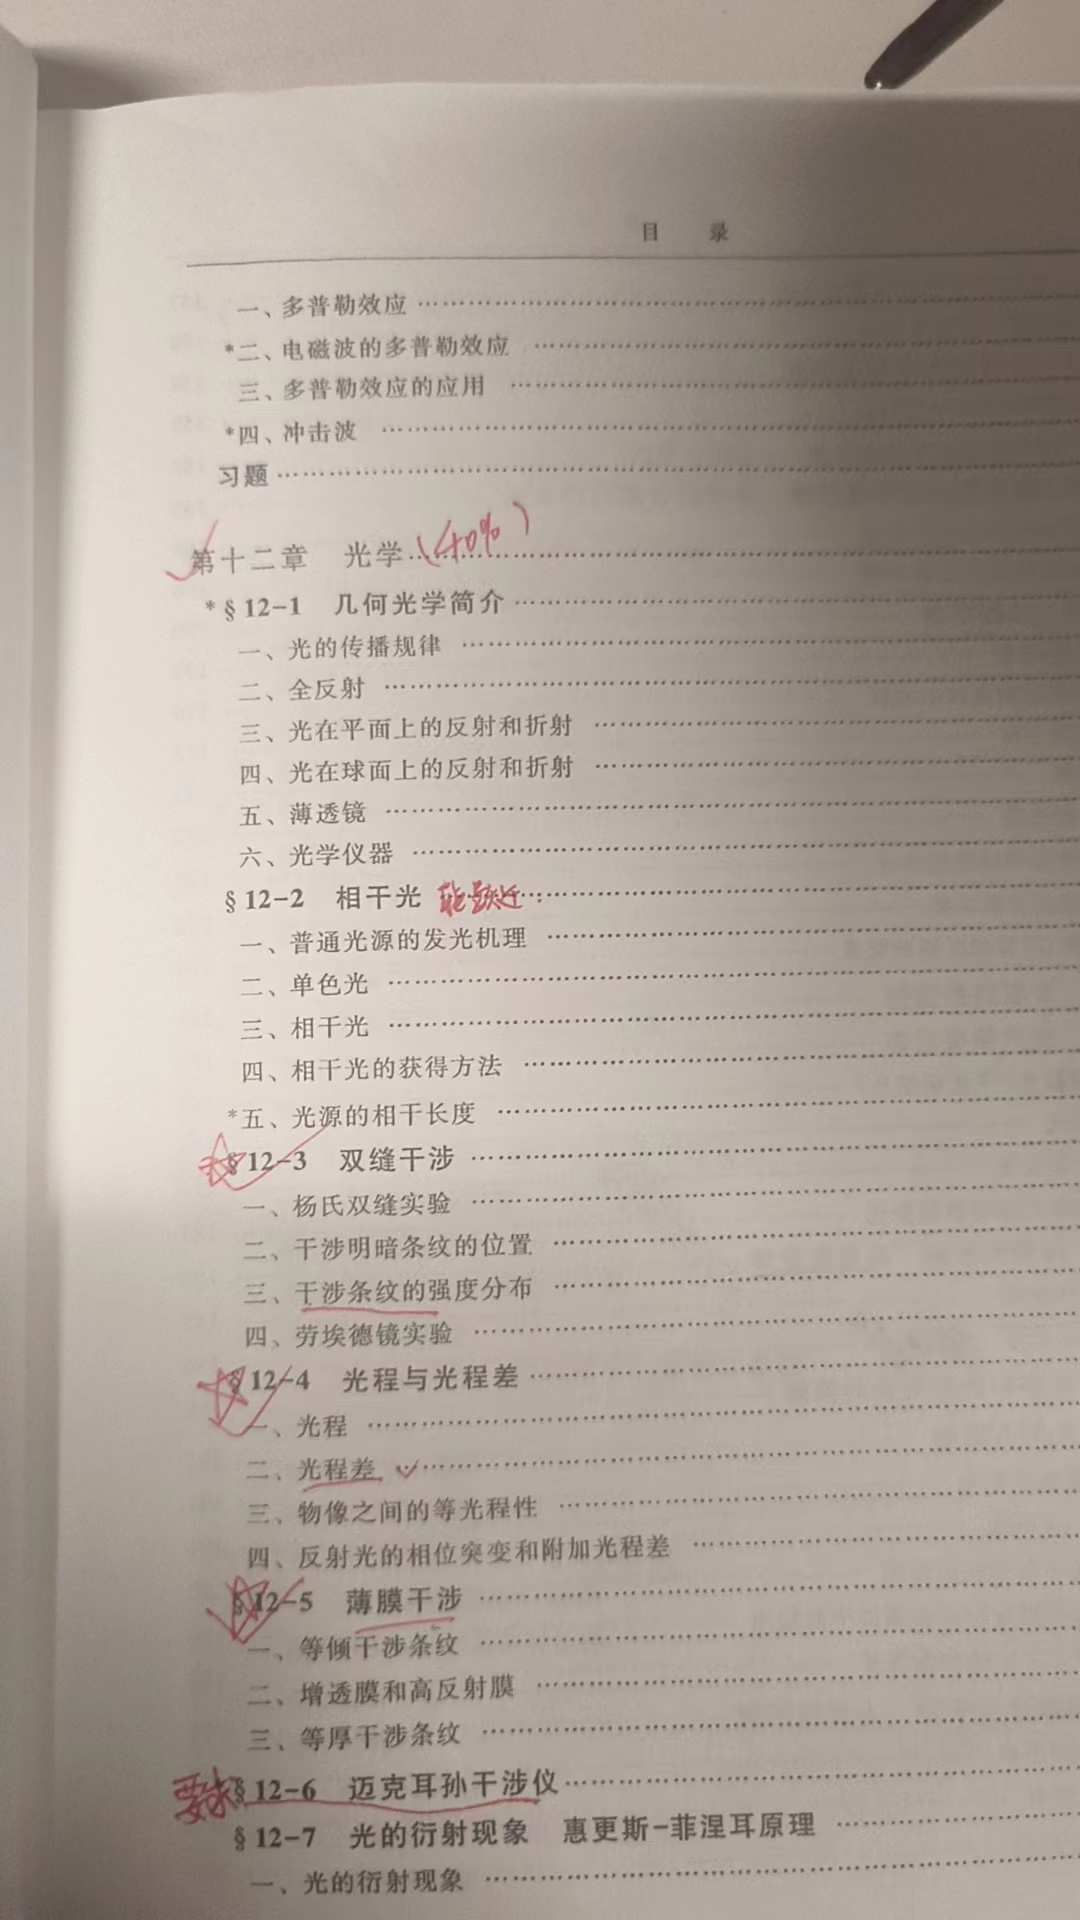 目 录
一、多普勒效应
*二、电磁波的多普勒效应
三、多普勒效应的应用
*四、冲击波
习题
第十二章 光学 (40%)
*§12-1 几何光学简介
一、光的传播规律
二、全反射
三、光在平面上的反射和折射
四、光在球面上的反射和折射
五、薄透镜
六、光学仪器
§12-2 相干光 能级跃迁
一、普通光源的发光机理
二、单色光
三、相干光
四、相干光的获得方法
*五、光源的相干长度
§12-3 双缝干涉
一、杨氏双缝实验
二、干涉明暗条纹的位置
三、干涉条纹的强度分布
四、劳埃德镜实验
§12-4 光程与光程差
一、光程
二、光程差
三、物像之间的等光程性
四、反射光的相位突变和附加光程差
§12-5 薄膜干涉
一、等倾干涉条纹
二、增透膜和高反射膜
三、等厚干涉条纹
要求 §12-6 迈克耳孙干涉仪
§12-7 光的衍射现象 惠更斯-菲涅耳原理
一、光的衍射现象